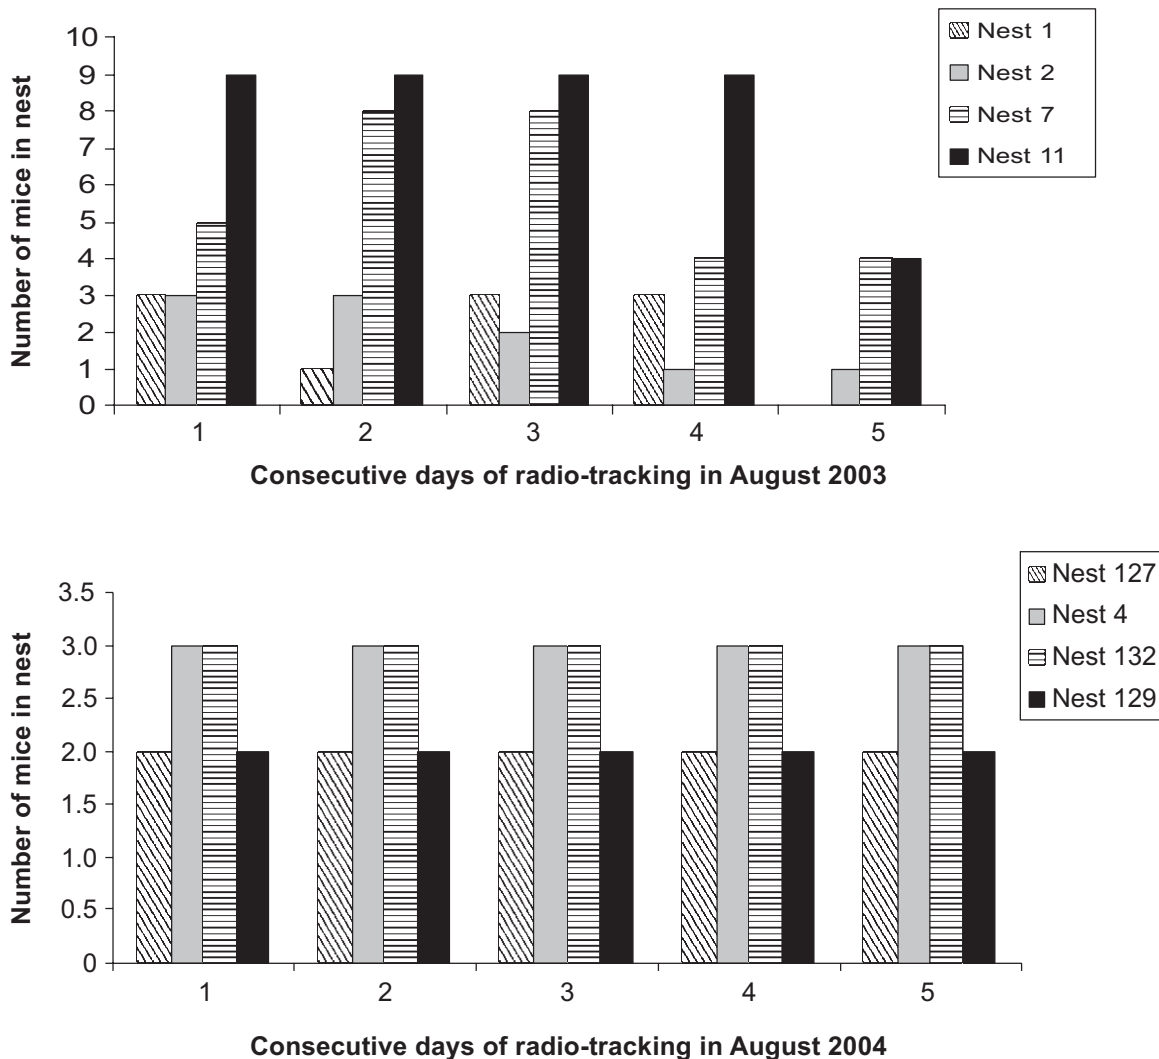 Number of mice in nest
10
9
8
7
6
5
4
3
2
1
0
1 2 3 4 5
Consecutive days of radio-tracking in August 2003
Nest 1
Nest 2
Nest 7
Nest 11
Number of mice in nest
3.5
3.0
2.5
2.0
1.5
1.0
0.5
0
1 2 3 4 5
Consecutive days of radio-tracking in August 2004
Nest 127
Nest 4
Nest 132
Nest 129